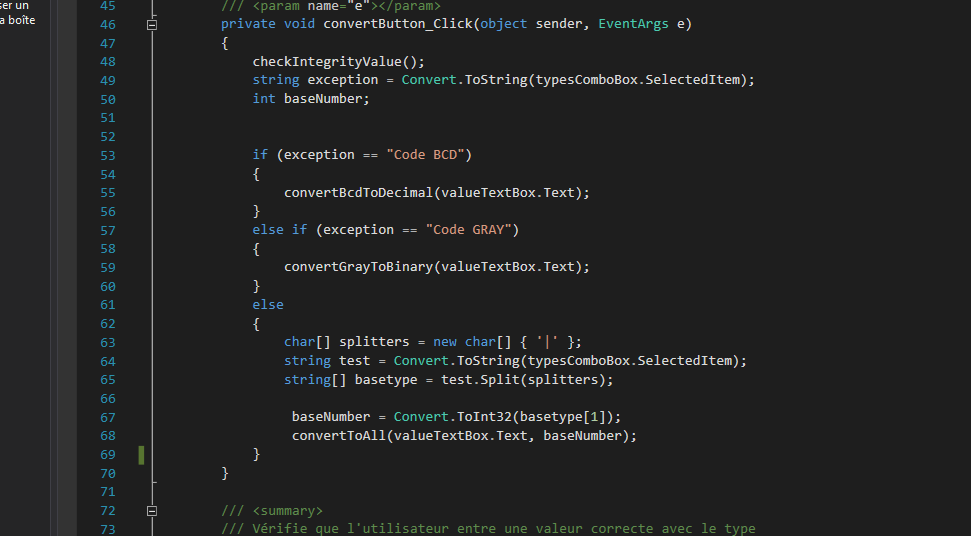 ser un
a boîte
45 /// <param name="e"></param>
46 private void convertButton_Click(object sender, EventArgs e)
47 {
48 checkIntegrityValue();
49 string exception = Convert.ToString(typesComboBox.SelectedItem);
50 int baseNumber;
51
52
53 if (exception == "Code BCD")
54 {
55 convertBcdToDecimal(valueTextBox.Text);
56 }
57 else if (exception == "Code GRAY")
58 {
59 convertGrayToBinary(valueTextBox.Text);
60 }
61 else
62 {
63 char[] splitters = new char[] { '|' };
64 string test = Convert.ToString(typesComboBox.SelectedItem);
65 string[] basetype = test.Split(splitters);
66
67 baseNumber = Convert.ToInt32(basetype[1]);
68 convertToAll(valueTextBox.Text, baseNumber);
69 }
70 }
71
72 /// <summary>
73 /// Vérifie que l'utilisateur entre une valeur correcte avec le type